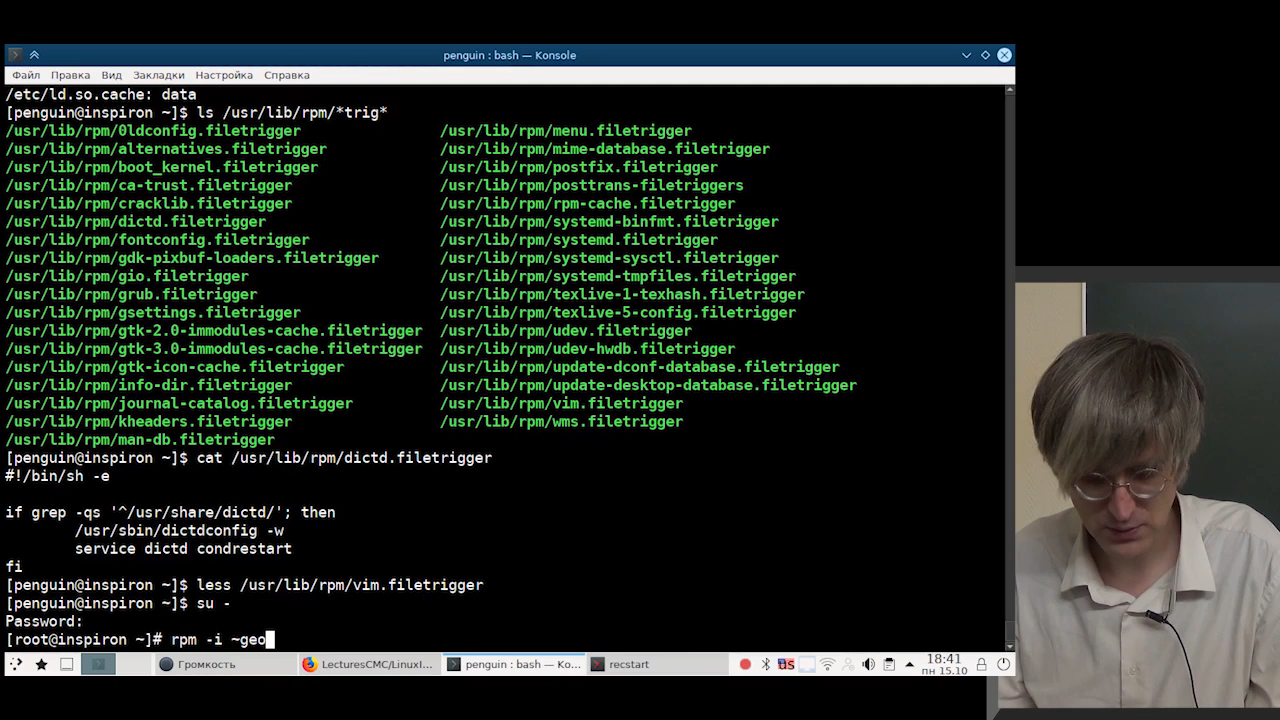 penguin : bash — Konsole
Файл Правка Вид Закладки Настройка Справка
/etc/ld.so.cache: data
[penguin@inspiron ~]$ ls /usr/lib/rpm/*trig*
/usr/lib/rpm/0ldconfig.filetrigger /usr/lib/rpm/menu.filetrigger
/usr/lib/rpm/alternatives.filetrigger /usr/lib/rpm/mime-database.filetrigger
/usr/lib/rpm/boot_kernel.filetrigger /usr/lib/rpm/postfix.filetrigger
/usr/lib/rpm/ca-trust.filetrigger /usr/lib/rpm/posttrans-filetriggers
/usr/lib/rpm/cracklib.filetrigger /usr/lib/rpm/rpm-cache.filetrigger
/usr/lib/rpm/dictd.filetrigger /usr/lib/rpm/systemd-binfmt.filetrigger
/usr/lib/rpm/fontconfig.filetrigger /usr/lib/rpm/systemd.filetrigger
/usr/lib/rpm/gdk-pixbuf-loaders.filetrigger /usr/lib/rpm/systemd-sysctl.filetrigger
/usr/lib/rpm/gio.filetrigger /usr/lib/rpm/systemd-tmpfiles.filetrigger
/usr/lib/rpm/grub.filetrigger /usr/lib/rpm/texlive-1-texhash.filetrigger
/usr/lib/rpm/gsettings.filetrigger /usr/lib/rpm/texlive-5-config.filetrigger
/usr/lib/rpm/gtk-2.0-immodules-cache.filetrigger /usr/lib/rpm/udev.filetrigger
/usr/lib/rpm/gtk-3.0-immodules-cache.filetrigger /usr/lib/rpm/udev-hwdb.filetrigger
/usr/lib/rpm/gtk-icon-cache.filetrigger /usr/lib/rpm/update-dconf-database.filetrigger
/usr/lib/rpm/info-dir.filetrigger /usr/lib/rpm/update-desktop-database.filetrigger
/usr/lib/rpm/journal-catalog.filetrigger /usr/lib/rpm/vim.filetrigger
/usr/lib/rpm/kheaders.filetrigger /usr/lib/rpm/wms.filetrigger
/usr/lib/rpm/man-db.filetrigger
[penguin@inspiron ~]$ cat /usr/lib/rpm/dictd.filetrigger
#!/bin/sh -e
if grep -qs '^/usr/share/dictd/'; then
/usr/sbin/dictdconfig -w
service dictd condrestart
fi
[penguin@inspiron ~]$ less /usr/lib/rpm/vim.filetrigger
[penguin@inspiron ~]$ su -
Password:
[root@inspiron ~]# rpm -i ~geo
Громкость LecturesCMC/LinuxI... penguin : bash — Ko... recstart us 18:41
пн 15.10